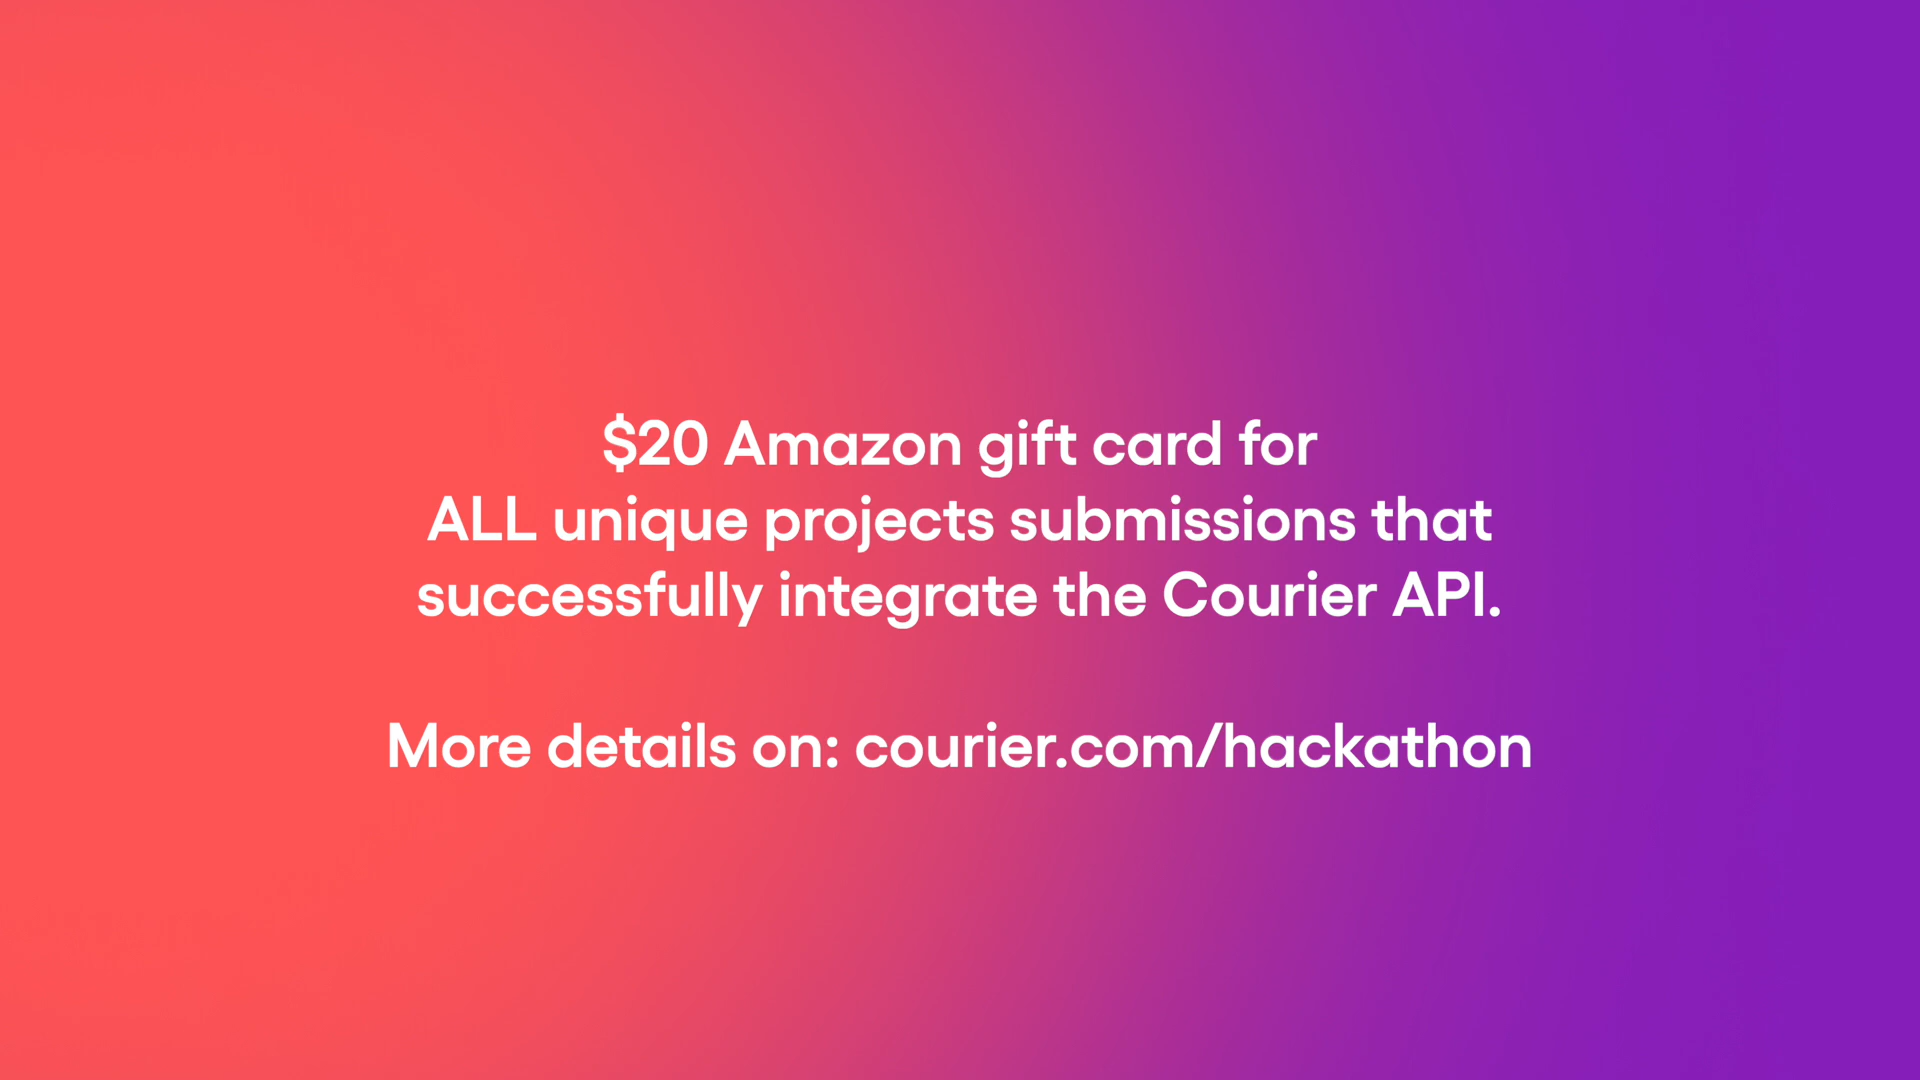 $20 Amazon gift card for
ALL unique projects submissions that
successfully integrate the Courier API.
More details on: courier.com/hackathon